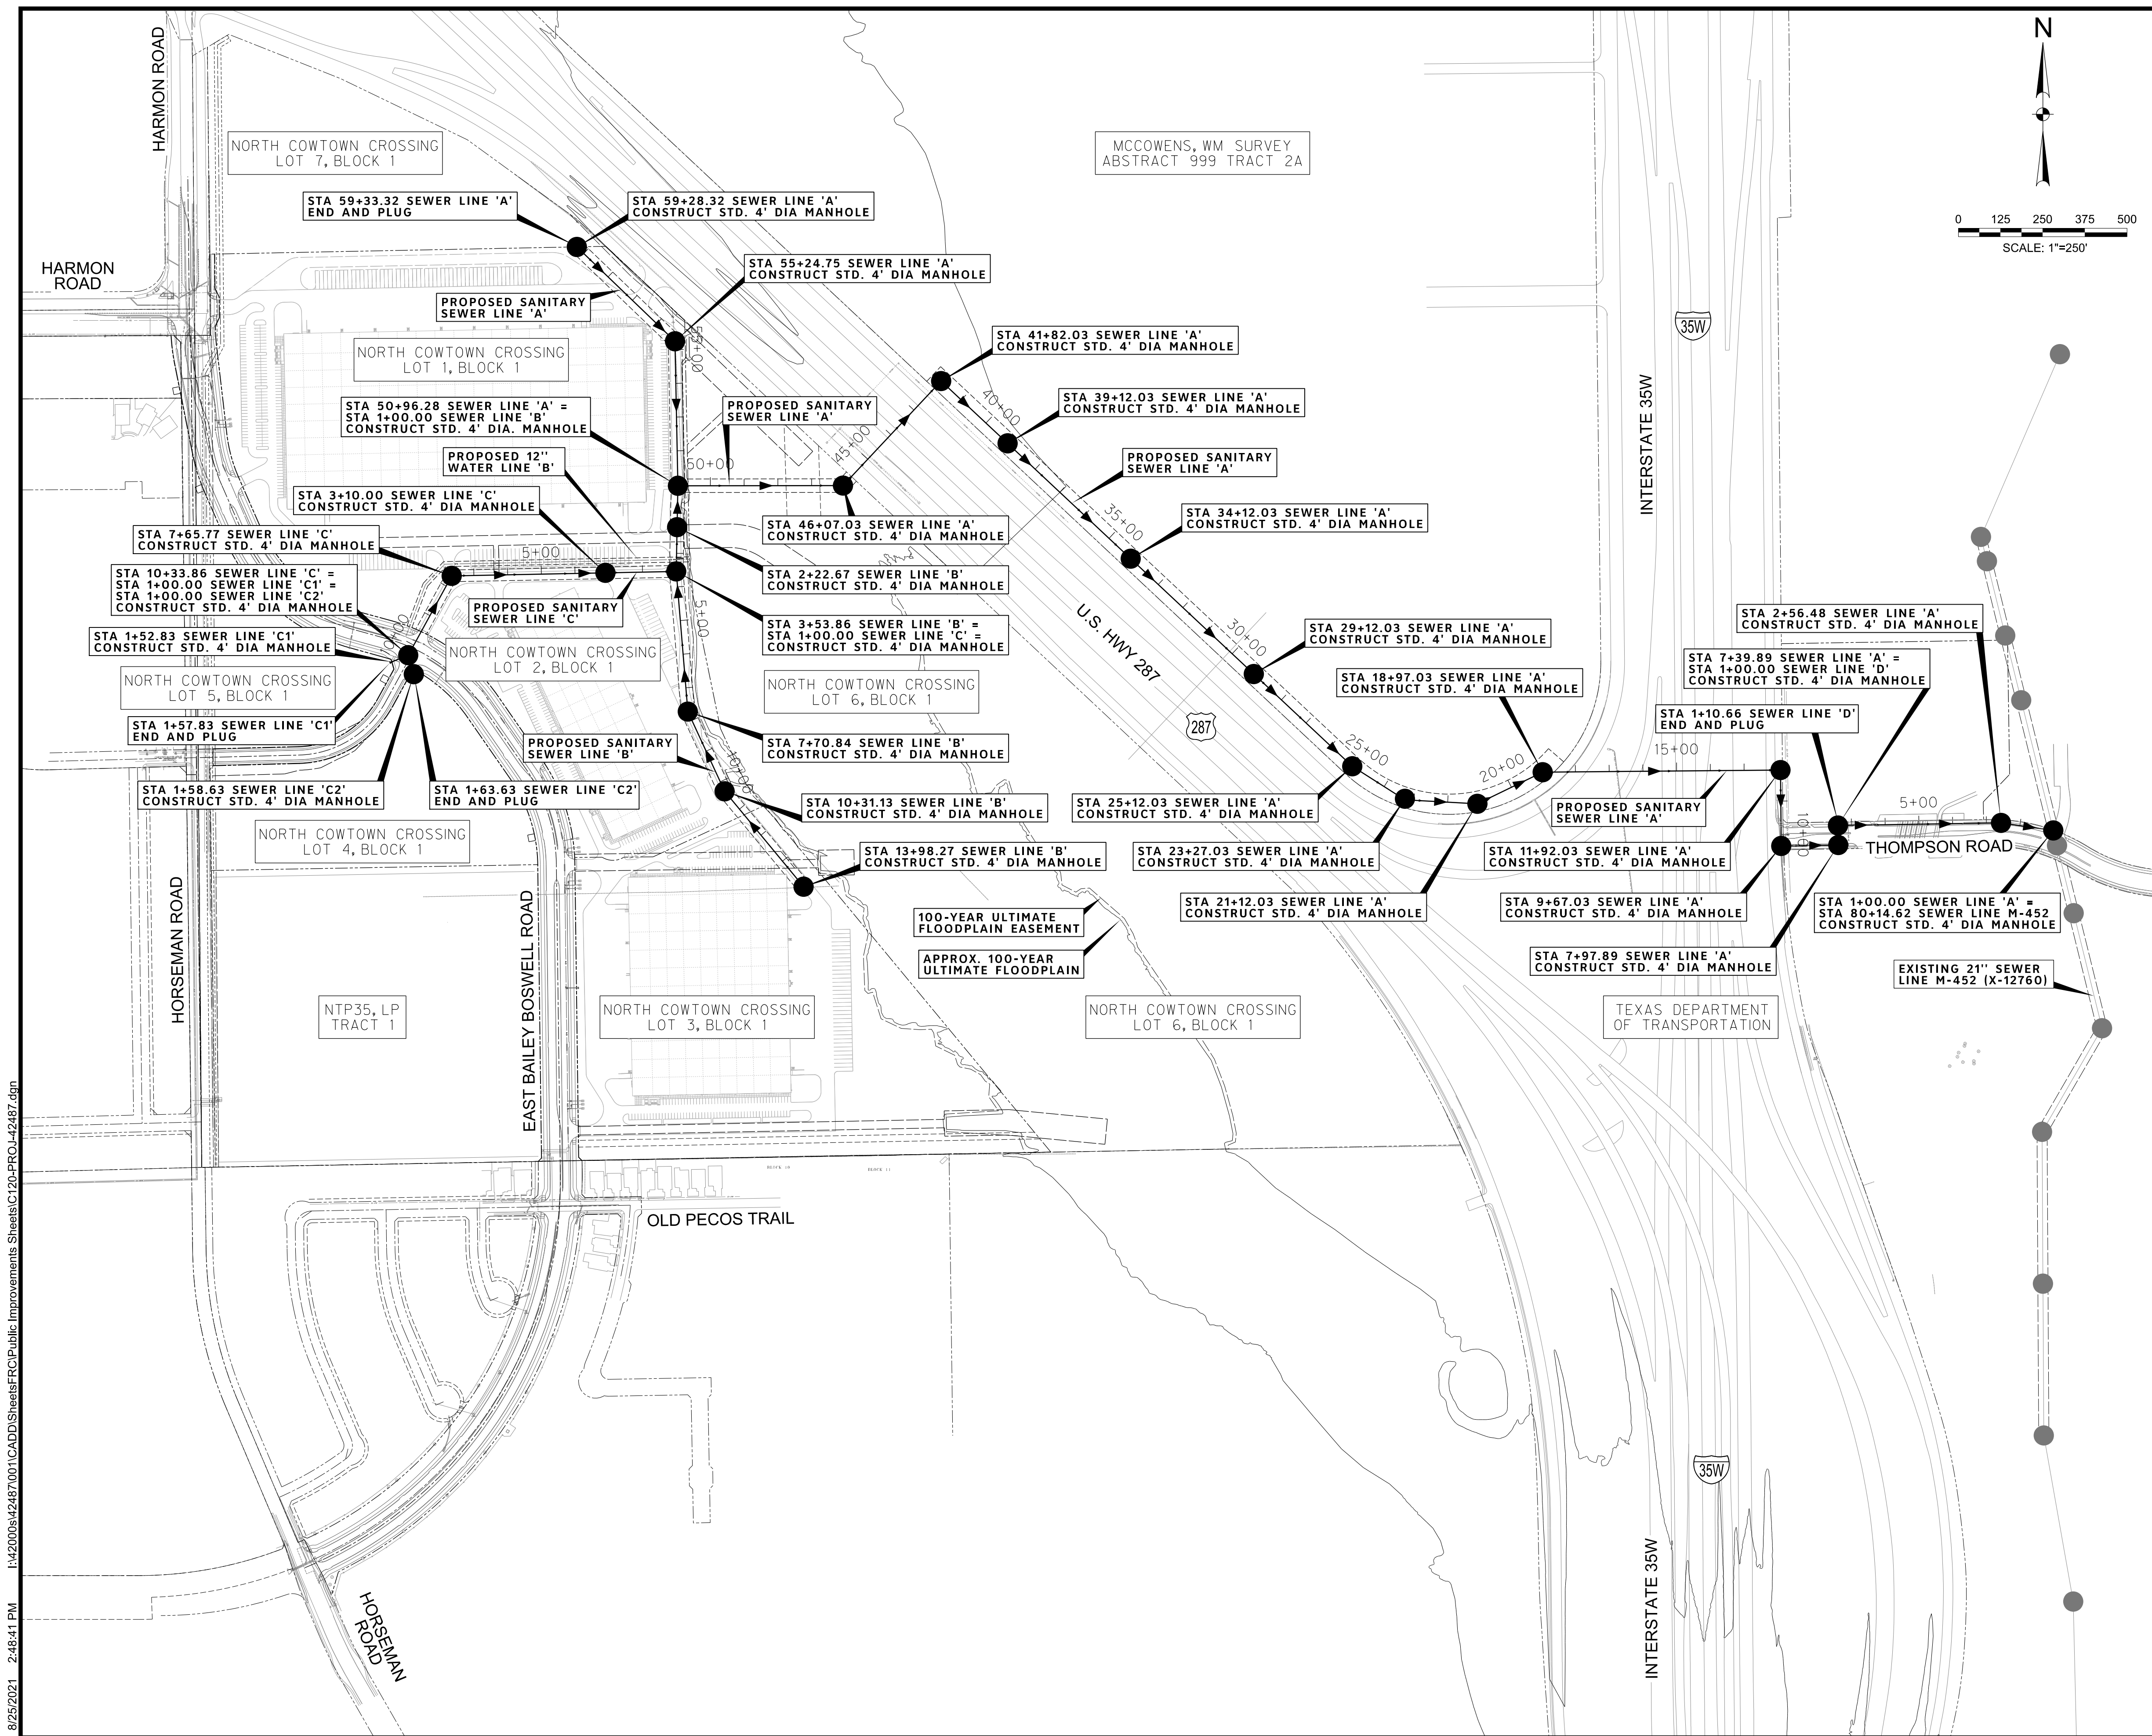 HARMON ROAD
N
0 125 250 375 500
SCALE: 1"=250'
NORTH COWTOWN CROSSING
LOT 7, BLOCK 1
MCCOWENS, WM SURVEY
ABSTRACT 999 TRACT 2A
STA 59+33.32 SEWER LINE 'A'
END AND PLUG
STA 59+28.32 SEWER LINE 'A'
CONSTRUCT STD. 4' DIA MANHOLE
HARMON
ROAD
STA 55+24.75 SEWER LINE 'A'
CONSTRUCT STD. 4' DIA MANHOLE
PROPOSED SANITARY
SEWER LINE 'A'
55+00
35W
STA 41+82.03 SEWER LINE 'A'
CONSTRUCT STD. 4' DIA MANHOLE
NORTH COWTOWN CROSSING
LOT 1, BLOCK 1
INTERSTATE 35W
STA 50+96.28 SEWER LINE 'A' =
STA 1+00.00 SEWER LINE 'B'
CONSTRUCT STD. 4' DIA. MANHOLE
PROPOSED SANITARY
SEWER LINE 'A'
40+00
STA 39+12.03 SEWER LINE 'A'
CONSTRUCT STD. 4' DIA MANHOLE
45+00
50+00
PROPOSED 12''
WATER LINE 'B'
PROPOSED SANITARY
SEWER LINE 'A'
STA 3+10.00 SEWER LINE 'C'
CONSTRUCT STD. 4' DIA MANHOLE
STA 7+65.77 SEWER LINE 'C'
CONSTRUCT STD. 4' DIA MANHOLE
STA 46+07.03 SEWER LINE 'A'
CONSTRUCT STD. 4' DIA MANHOLE
35+00
STA 34+12.03 SEWER LINE 'A'
CONSTRUCT STD. 4' DIA MANHOLE
5+00
STA 10+33.86 SEWER LINE 'C' =
STA 1+00.00 SEWER LINE 'C1' =
STA 1+00.00 SEWER LINE 'C2'
CONSTRUCT STD. 4' DIA MANHOLE
STA 2+22.67 SEWER LINE 'B'
CONSTRUCT STD. 4' DIA MANHOLE
PROPOSED SANITARY
SEWER LINE 'C'
5+00
STA 3+53.86 SEWER LINE 'B' =
STA 1+00.00 SEWER LINE 'C' =
CONSTRUCT STD. 4' DIA MANHOLE
STA 1+52.83 SEWER LINE 'C1'
CONSTRUCT STD. 4' DIA MANHOLE
NORTH COWTOWN CROSSING
LOT 2, BLOCK 1
NORTH COWTOWN CROSSING
LOT 5, BLOCK 1
NORTH COWTOWN CROSSING
LOT 6, BLOCK 1
U.S. HWY 287
287
30+00
STA 29+12.03 SEWER LINE 'A'
CONSTRUCT STD. 4' DIA MANHOLE
STA 2+56.48 SEWER LINE 'A'
CONSTRUCT STD. 4' DIA MANHOLE
STA 7+39.89 SEWER LINE 'A' =
STA 1+00.00 SEWER LINE 'D'
CONSTRUCT STD. 4' DIA MANHOLE
STA 18+97.03 SEWER LINE 'A'
CONSTRUCT STD. 4' DIA MANHOLE
STA 1+10.66 SEWER LINE 'D'
END AND PLUG
STA 1+57.83 SEWER LINE 'C1'
END AND PLUG
PROPOSED SANITARY
SEWER LINE 'B'
STA 7+70.84 SEWER LINE 'B'
CONSTRUCT STD. 4' DIA MANHOLE
25+00
20+00
15+00
STA 1+58.63 SEWER LINE 'C2'
CONSTRUCT STD. 4' DIA MANHOLE
STA 1+63.63 SEWER LINE 'C2'
END AND PLUG
STA 10+31.13 SEWER LINE 'B'
CONSTRUCT STD. 4' DIA MANHOLE
STA 25+12.03 SEWER LINE 'A'
CONSTRUCT STD. 4' DIA MANHOLE
PROPOSED SANITARY
SEWER LINE 'A'
10+00
5+00
NORTH COWTOWN CROSSING
LOT 4, BLOCK 1
STA 13+98.27 SEWER LINE 'B'
CONSTRUCT STD. 4' DIA MANHOLE
STA 23+27.03 SEWER LINE 'A'
CONSTRUCT STD. 4' DIA MANHOLE
STA 11+92.03 SEWER LINE 'A'
CONSTRUCT STD. 4' DIA MANHOLE
THOMPSON ROAD
HORSEMAN ROAD
EAST BAILEY BOSWELL ROAD
100-YEAR ULTIMATE
FLOODPLAIN EASEMENT
STA 21+12.03 SEWER LINE 'A'
CONSTRUCT STD. 4' DIA MANHOLE
STA 9+67.03 SEWER LINE 'A'
CONSTRUCT STD. 4' DIA MANHOLE
STA 1+00.00 SEWER LINE 'A' =
STA 80+14.62 SEWER LINE M-452
CONSTRUCT STD. 4' DIA MANHOLE
APPROX. 100-YEAR
ULTIMATE FLOODPLAIN
STA 7+97.89 SEWER LINE 'A'
CONSTRUCT STD. 4' DIA MANHOLE
EXISTING 21'' SEWER
LINE M-452 (X-12760)
NTP35, LP
TRACT 1
NORTH COWTOWN CROSSING
LOT 3, BLOCK 1
NORTH COWTOWN CROSSING
LOT 6, BLOCK 1
TEXAS DEPARTMENT
OF TRANSPORTATION
BLOCK 10
BLOCK 11
OLD PECOS TRAIL
35W
INTERSTATE 35W
HORSEMAN
ROAD
8/25/2021 2:48:41 PM I:\42000s\42487\001\CADD\SheetsFRC\Public Improvements Sheets\C120-PROJ-42487.dgn